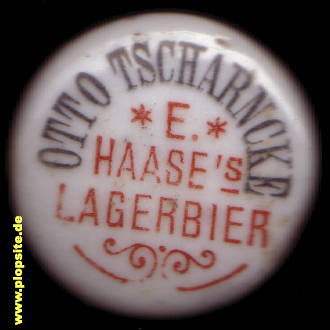 OTTO TSCHARNCKE
* E. *
HAASE's
LAGERBIER
www.plopsite.de